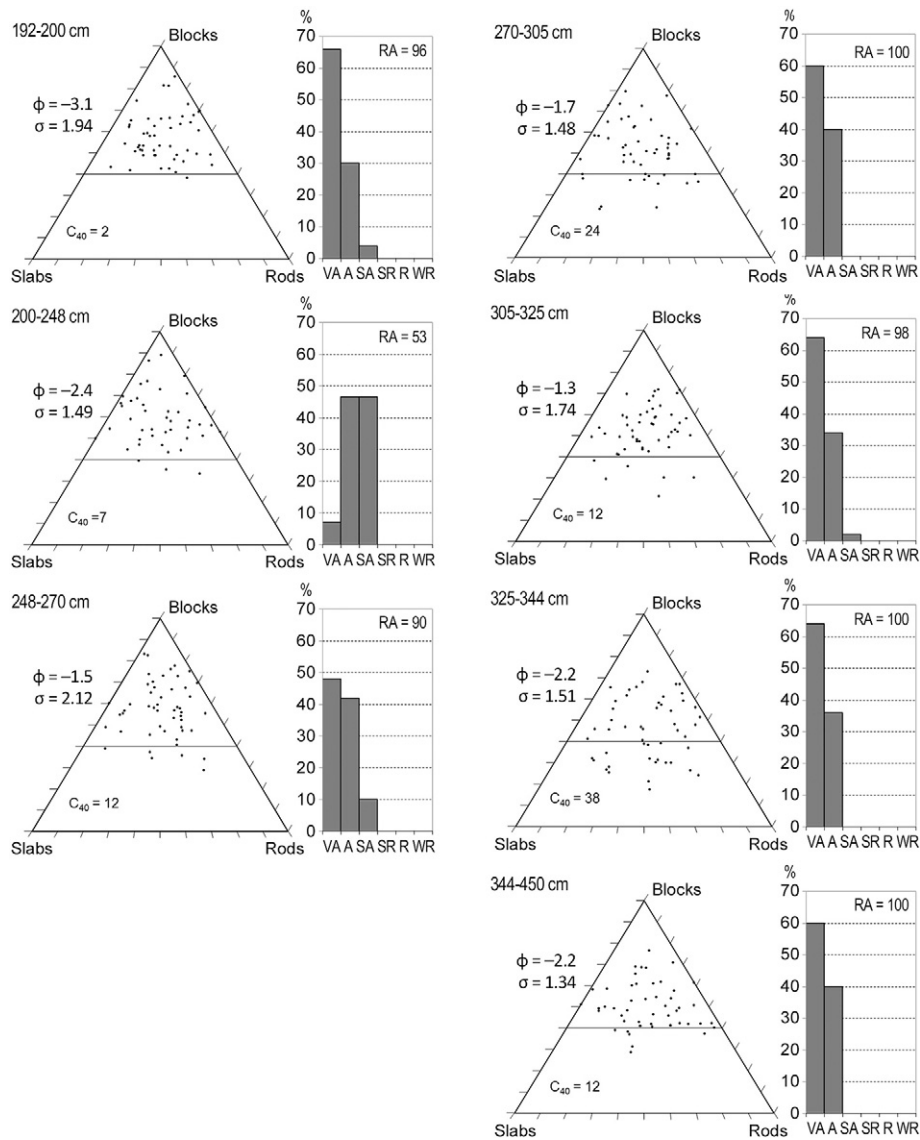 192-200 cm
Blocks
ϕ = –3.1
σ = 1.94
C40 = 2
Slabs
Rods
%
70
60
50
40
30
20
10
0
RA = 96
VA A SA SR R WR
270-305 cm
Blocks
ϕ = –1.7
σ = 1.48
C40 = 24
Slabs
Rods
%
70
60
50
40
30
20
10
0
RA = 100
VA A SA SR R WR
200-248 cm
Blocks
ϕ = –2.4
σ = 1.49
C40 =7
Slabs
Rods
%
70
60
50
40
30
20
10
0
RA = 53
VA A SA SR R WR
305-325 cm
Blocks
ϕ = –1.3
σ = 1.74
C40 = 12
Slabs
Rods
%
70
60
50
40
30
20
10
0
RA = 98
VA A SA SR R WR
248-270 cm
Blocks
ϕ = –1.5
σ = 2.12
C40 = 12
Slabs
Rods
%
70
60
50
40
30
20
10
0
RA = 90
VA A SA SR R WR
325-344 cm
Blocks
ϕ = –2.2
σ = 1.51
C40 = 38
Slabs
Rods
%
70
60
50
40
30
20
10
0
RA = 100
VA A SA SR R WR
344-450 cm
Blocks
ϕ = –2.2
σ = 1.34
C40 = 12
Slabs
Rods
%
70
60
50
40
30
20
10
0
RA = 100
VA A SA SR R WR